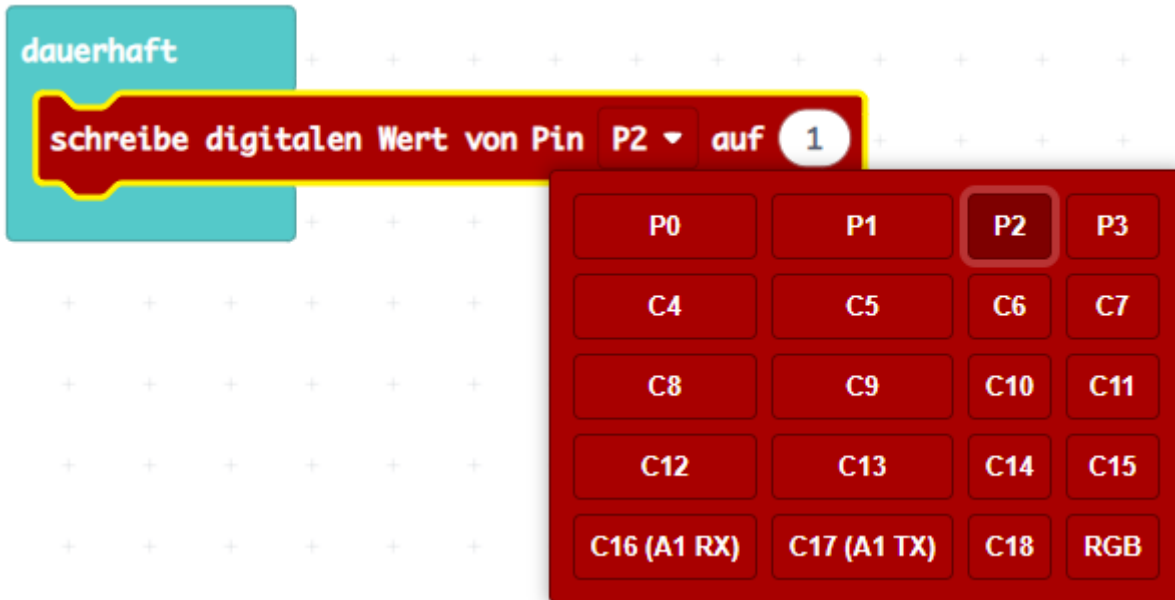 dauerhaft
schreibe digitalen Wert von Pin P2 auf 1
P0 P1 P2 P3
C4 C5 C6 C7
C8 C9 C10 C11
C12 C13 C14 C15
C16 (A1 RX) C17 (A1 TX) C18 RGB